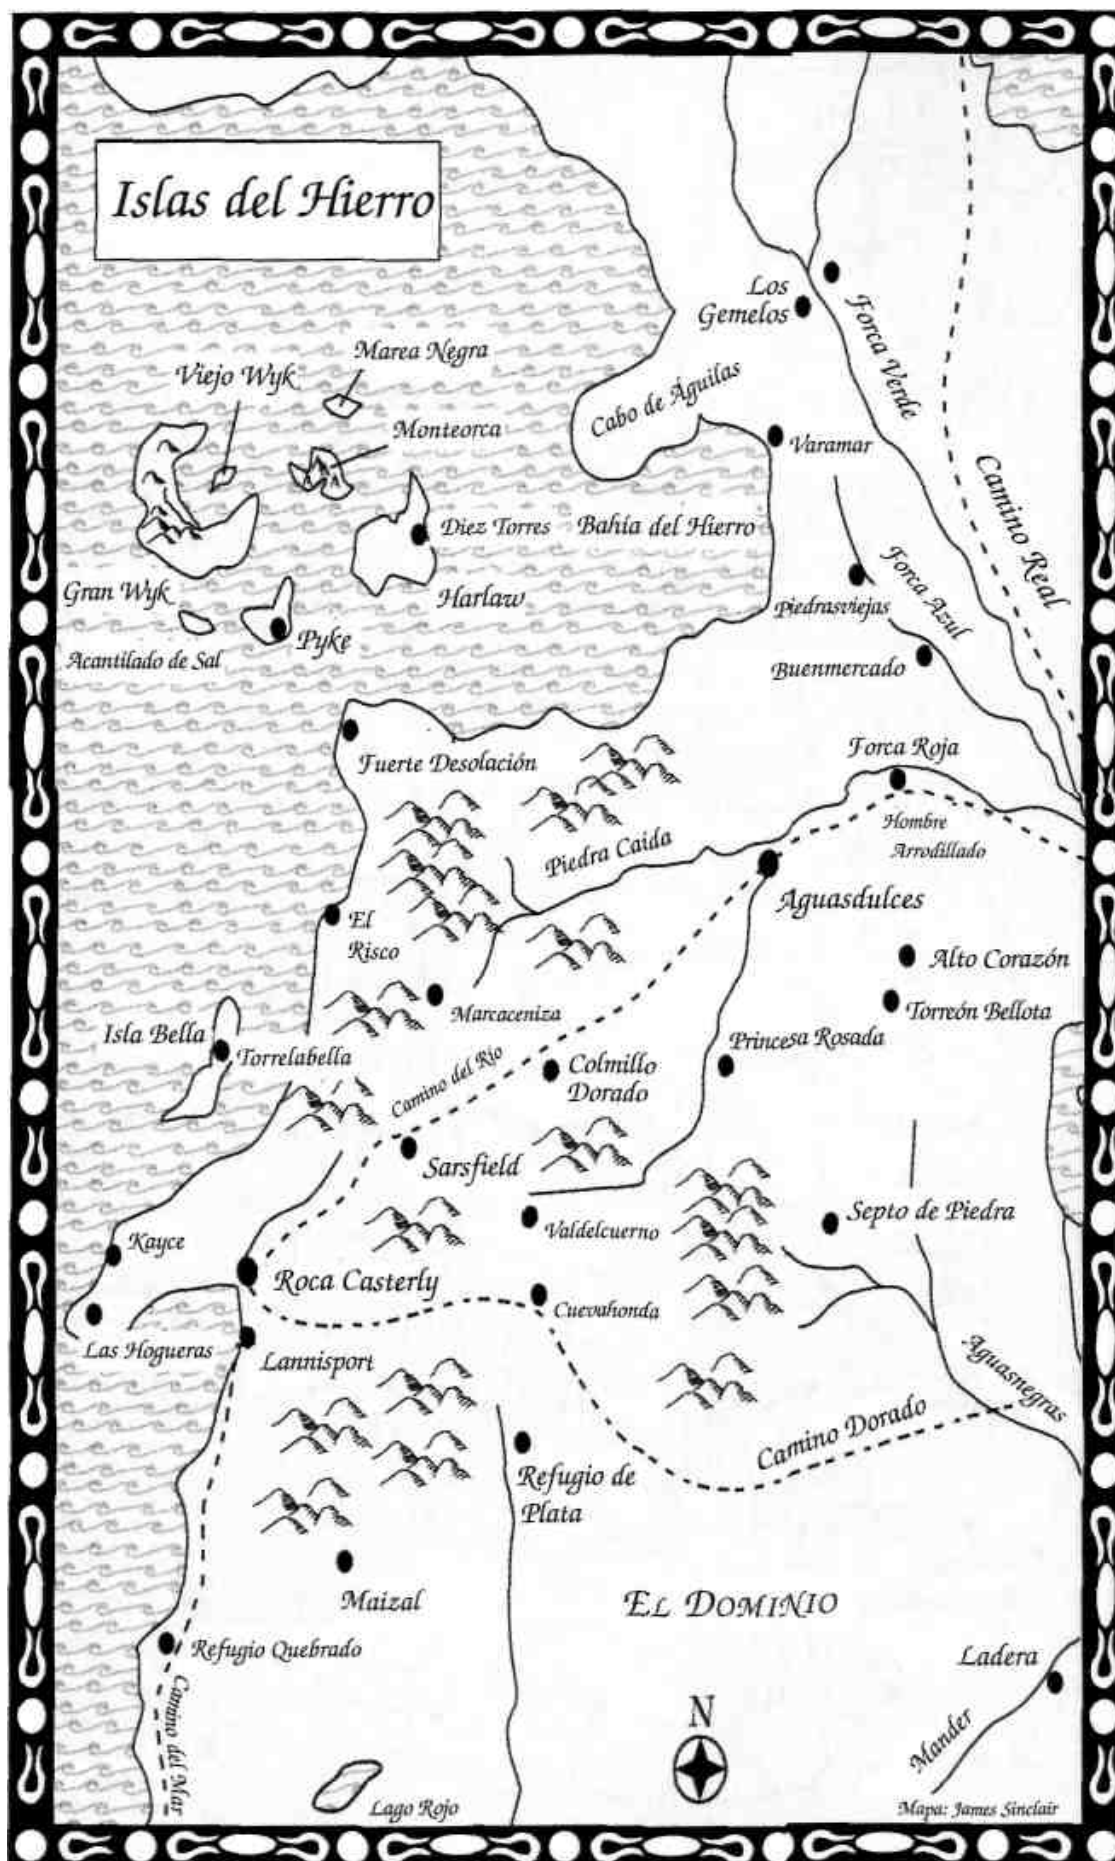 Islas del Hierro
Los
Gemelos
Forca Verde
Marea Negra
Viejo Wyk
Cabo de Águilas
Monteorca
Varamar
Camino Real
Diez Torres
Bahía del Hierro
Forca Azul
Gran Wyk
Harlaw
Piedrasviejas
Pyke
Acantilado de Sal
Buenmercado
Fuerte Desolación
Forca Roja
Hombre
Arrodillado
Piedra Caida
Aguasdulces
El
Risco
Alto Corazón
Marcaceniza
Torreón Bellota
Isla Bella
Torrelabella
Princesa Rosada
Camino del Río
Colmillo
Dorado
Sarsfield
Septo de Piedra
Valdelcuerno
Kayce
Roca Casterly
Cuevahonda
Las Hogueras
Lannisport
Aguasnegras
Camino Dorado
Refugio de
Plata
Maizal
EL DOMINIO
Refugio Quebrado
Ladera
Camino del Mar
N
Mander
Lago Rojo
Mapa: James Sinclair